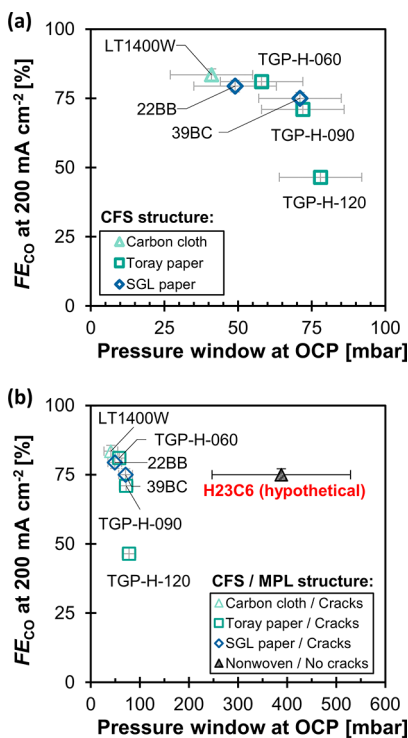 (a)
100
75
50
25
0
FE_CO at 200 mA cm⁻² [%]
LT1400W
TGP-H-060
22BB
39BC
TGP-H-090
TGP-H-120
CFS structure:
Carbon cloth
Toray paper
SGL paper
0 25 50 75 100
Pressure window at OCP [mbar]
(b)
100
75
50
25
0
FE_CO at 200 mA cm⁻² [%]
LT1400W
TGP-H-060
22BB
39BC
H23C6 (hypothetical)
TGP-H-090
TGP-H-120
CFS / MPL structure:
Carbon cloth / Cracks
Toray paper / Cracks
SGL paper / Cracks
Nonwoven / No cracks
0 100 200 300 400 500 600
Pressure window at OCP [mbar]